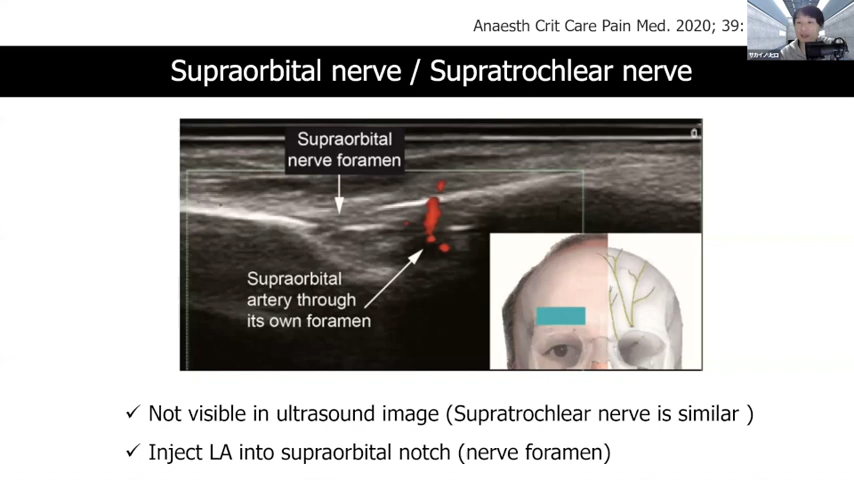 Anaesth Crit Care Pain Med. 2020; 39:
Supraorbital nerve / Supratrochlear nerve
Supraorbital
nerve foramen
0
Supraorbital
artery through
its own foramen
✓ Not visible in ultrasound image (Supratrochlear nerve is similar )
✓ Inject LA into supraorbital notch (nerve foramen)